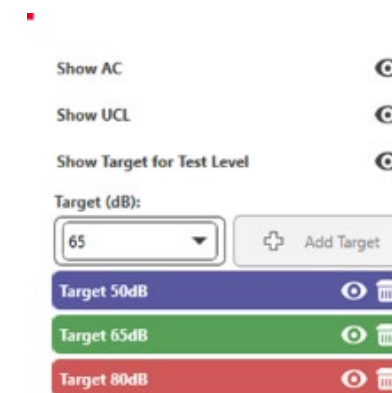 Show AC
Show UCL
Show Target for Test Level
Target (dB):
65
Add Target
Target 50dB
Target 65dB
Target 80dB